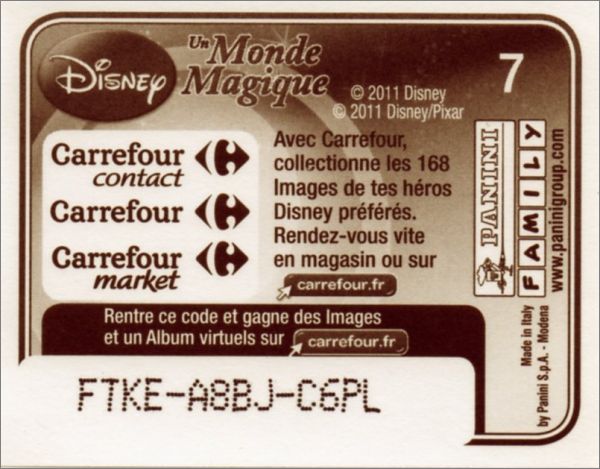 Disney
Un Monde
Magique
7
© 2011 Disney
© 2011 Disney/Pixar
Carrefour
contact
Carrefour
Carrefour
market
Avec Carrefour,
collectionne les 168
Images de tes héros
Disney préférés.
Rendez-vous vite
en magasin ou sur
carrefour.fr
PANINI
FAMILY
www.paninigroup.com
Made in Italy
by Panini S.p.A. - Modena
Rentre ce code et gagne des Images
et un Album virtuels sur carrefour.fr
FTKE-A8BJ-C6PL